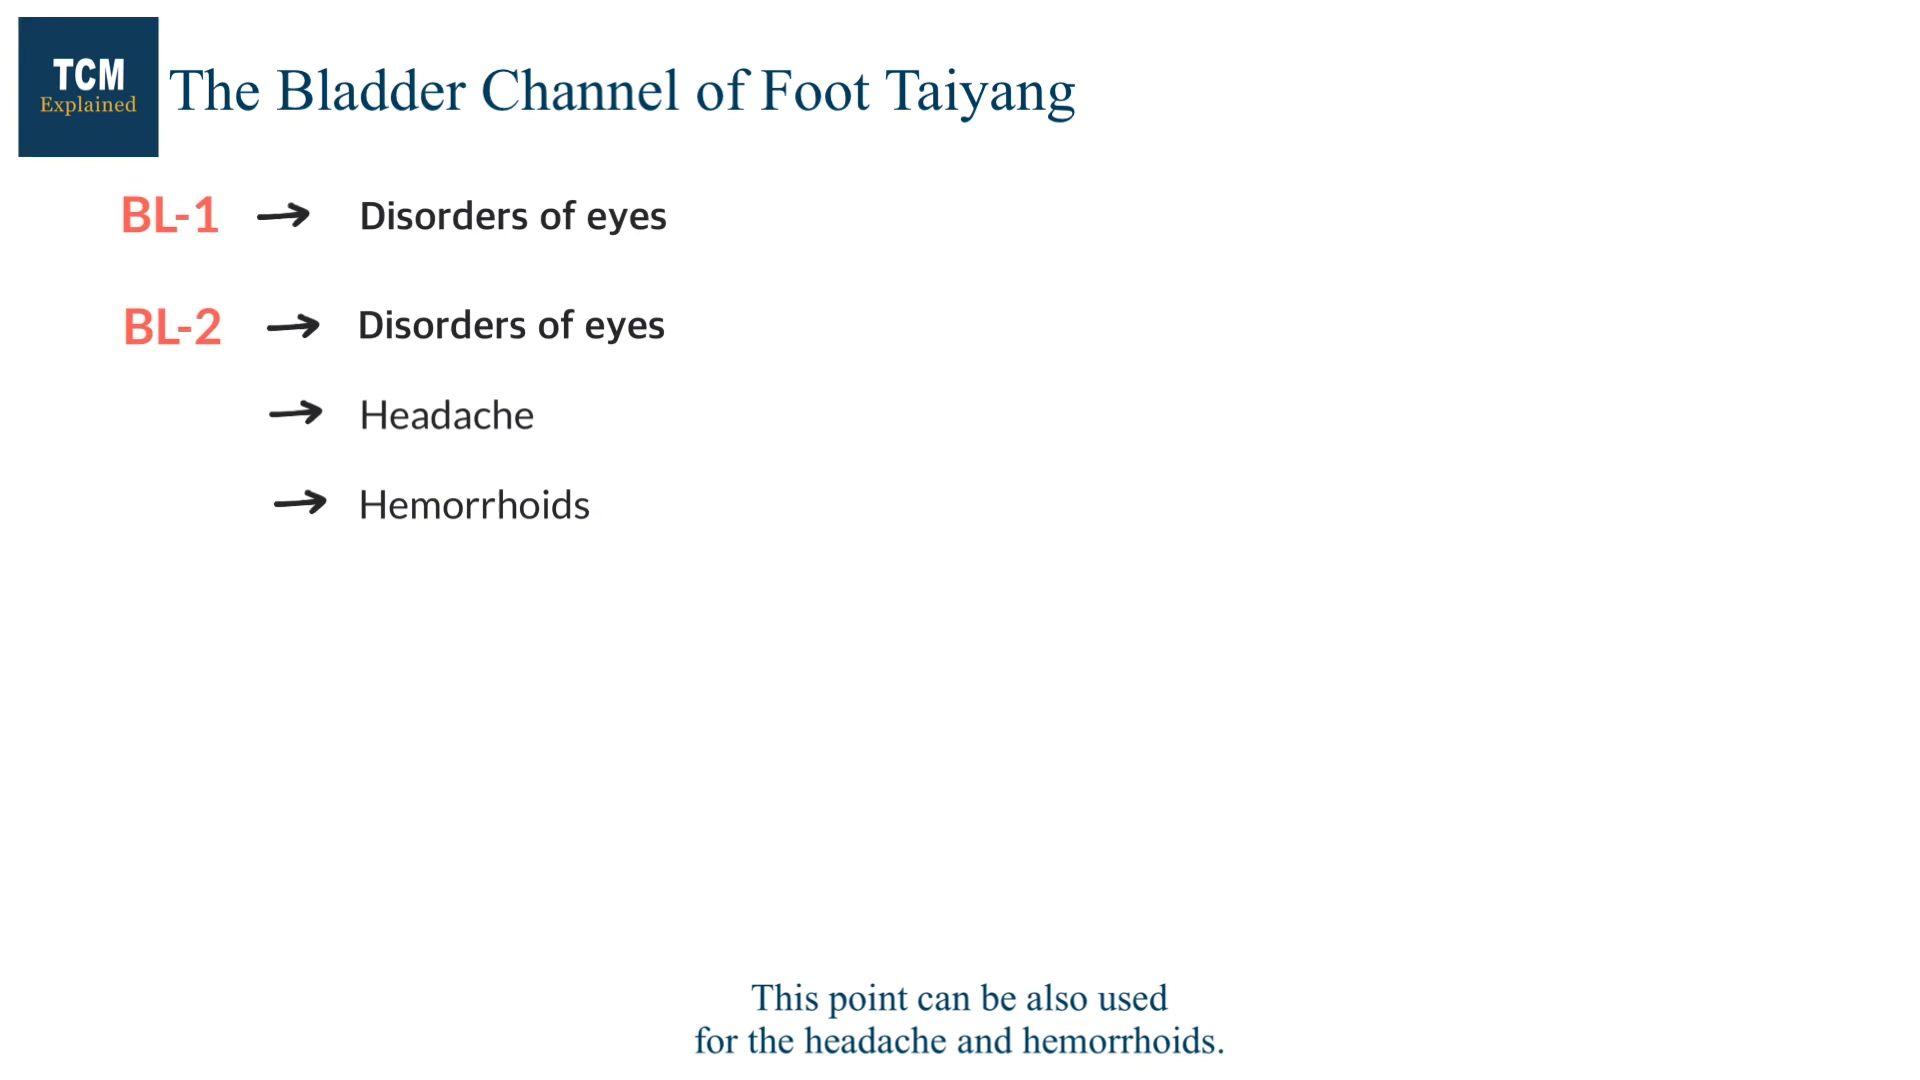 TCM
Explained
The Bladder Channel of Foot Taiyang
BL-1 → Disorders of eyes
BL-2 → Disorders of eyes
→ Headache
→ Hemorrhoids
This point can be also used
for the headache and hemorrhoids.